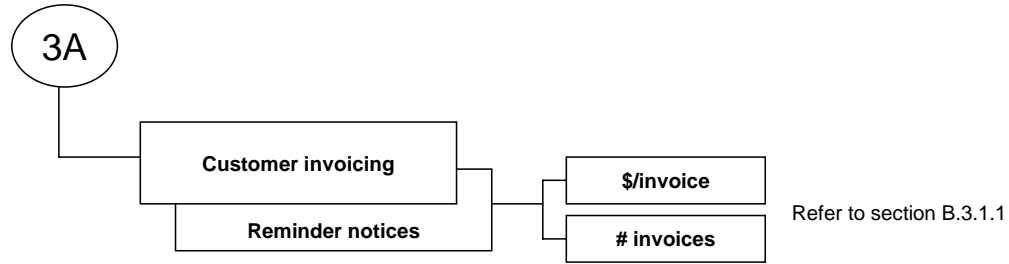 3A
Customer invoicing
Reminder notices
$/invoice
# invoices
Refer to section B.3.1.1